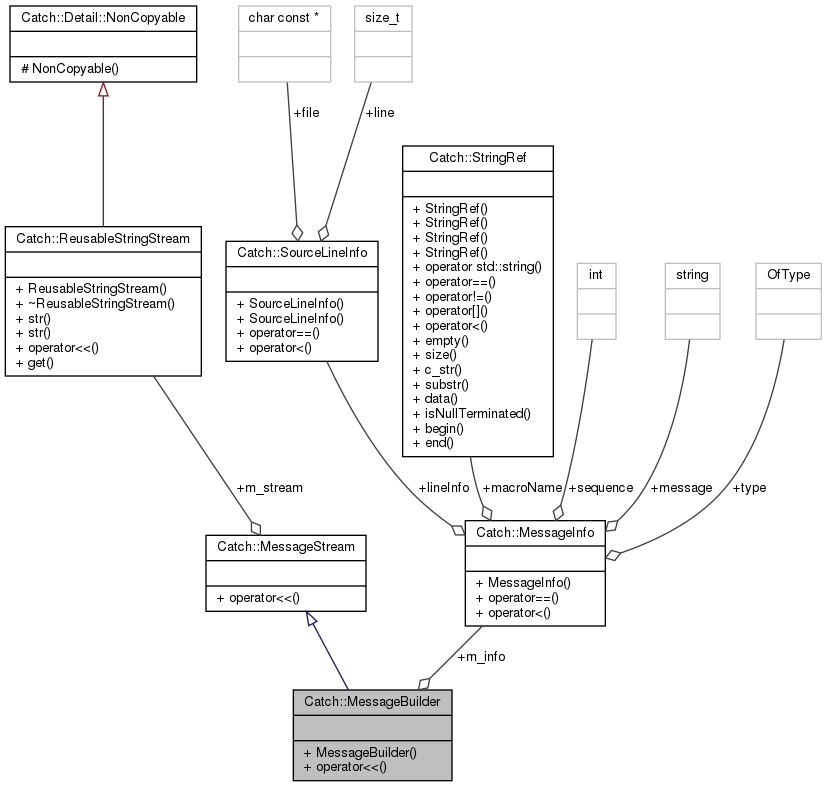 Catch::Detail::NonCopyable
# NonCopyable()
char const *
size_t
+file
+line
Catch::StringRef
+ StringRef()
+ StringRef()
+ StringRef()
+ StringRef()
+ operator std::string()
+ operator==()
+ operator!=()
+ operator[]()
+ operator<()
+ empty()
+ size()
+ c_str()
+ substr()
+ data()
+ isNullTerminated()
+ begin()
+ end()
Catch::ReusableStringStream
+ ReusableStringStream()
+ ~ReusableStringStream()
+ str()
+ str()
+ operator<<()
+ get()
Catch::SourceLineInfo
+ SourceLineInfo()
+ SourceLineInfo()
+ operator==()
+ operator<()
int
string
OfType
+m_stream
+lineInfo
+macroName
+sequence
+message
+type
Catch::MessageStream
+ operator<<()
Catch::MessageInfo
+ MessageInfo()
+ operator==()
+ operator<()
+m_info
Catch::MessageBuilder
+ MessageBuilder()
+ operator<<()